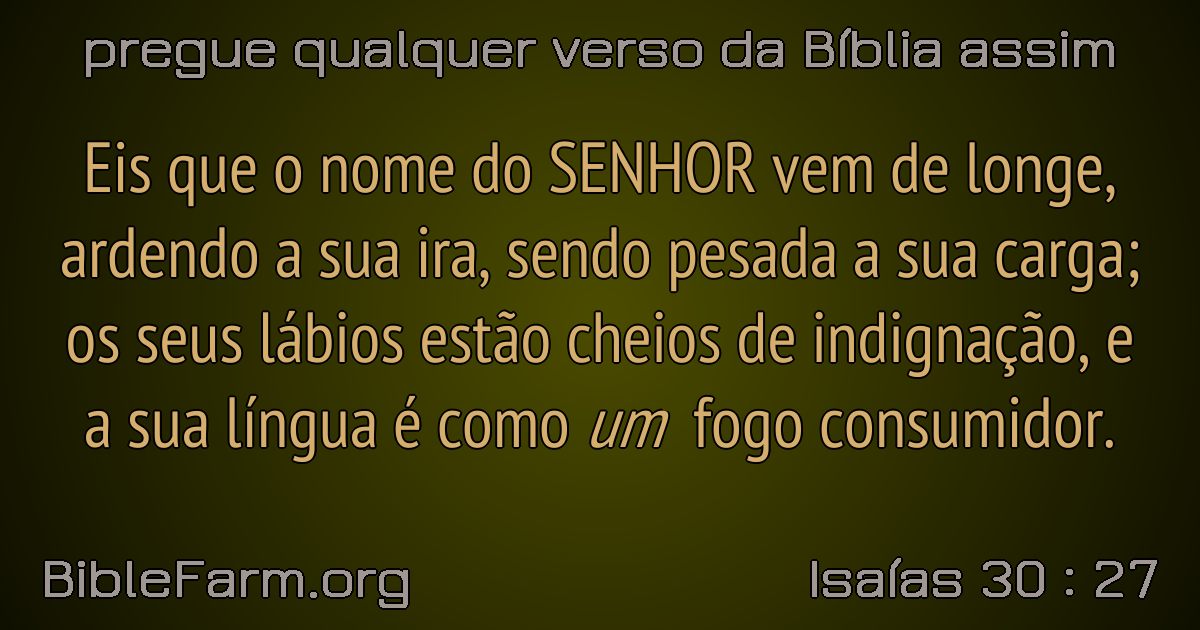 pregue qualquer verso da Bíblia assim
Eis que o nome do SENHOR vem de longe,
ardendo a sua ira, sendo pesada a sua carga;
os seus lábios estão cheios de indignação, e
a sua língua é como um fogo consumidor.
BibleFarm.org
Isaías 30 : 27